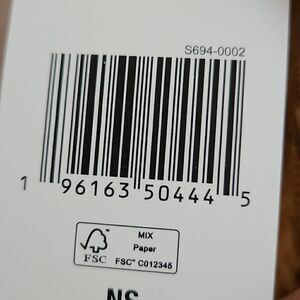 S694-0002
1 96163 50444 5
MIX
Paper
FSC
FSC™ C012345
NS